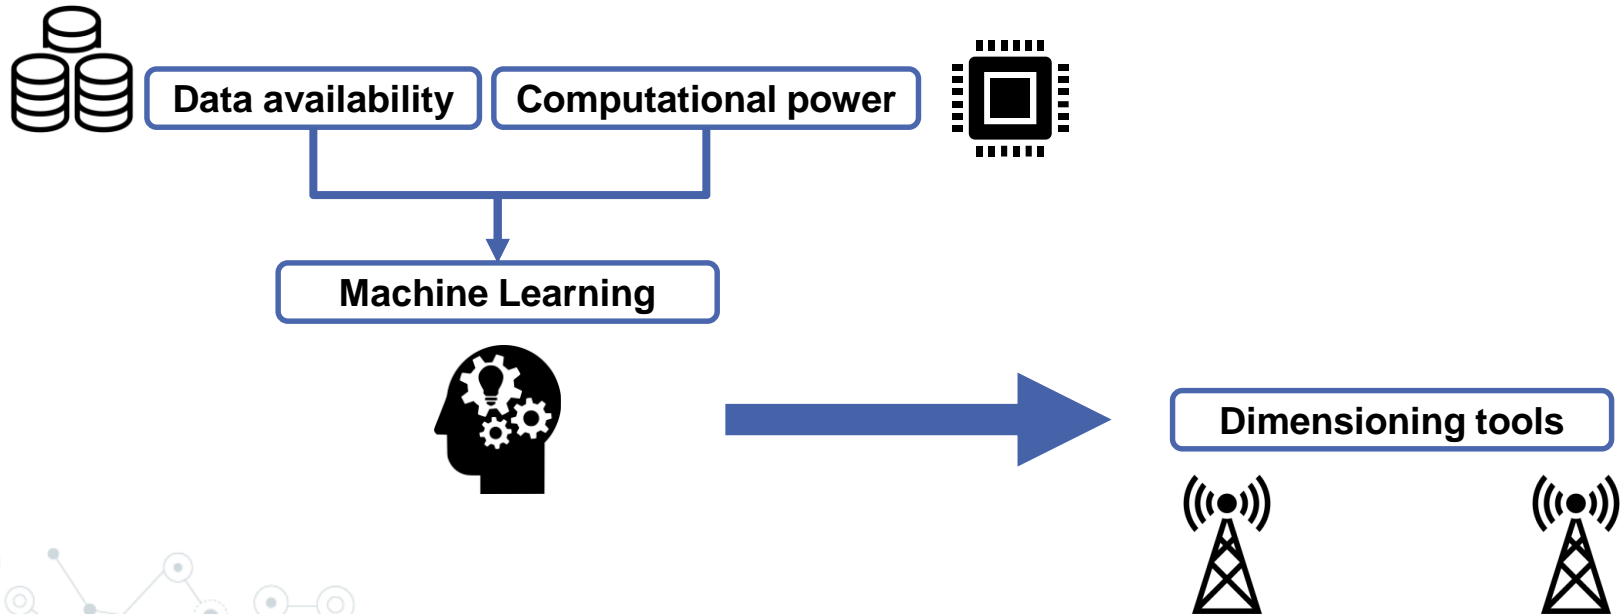 Data availability
Computational power
Machine Learning
Dimensioning tools